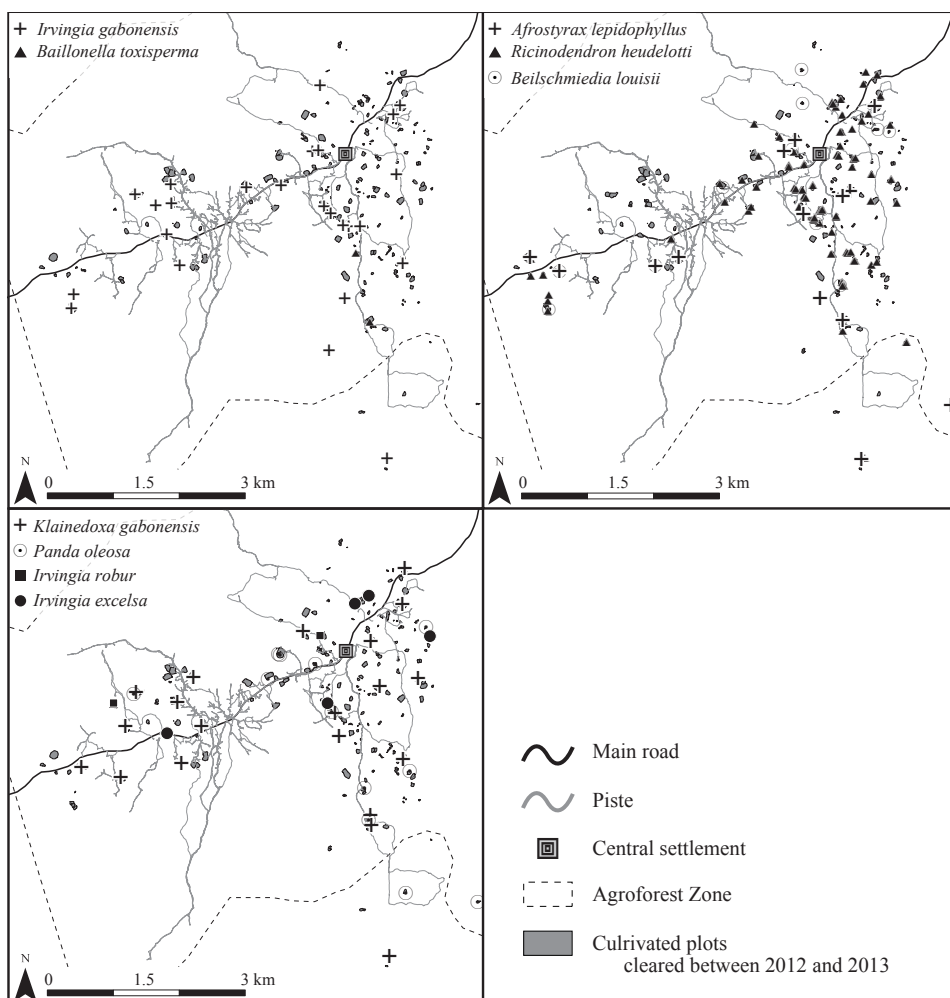 Irvingia gabonensis
Baillonella toxisperma
N
0 1.5 3 km
Afrostyrax lepidophyllus
Ricinodendron heudelotti
Beilschmiedia louisii
N
0 1.5 3 km
Klainedoxa gabonensis
Panda oleosa
Irvingia robur
Irvingia excelsa
N
0 1.5 3 km
Main road
Piste
Central settlement
Agroforest Zone
Culrivated plots
cleared between 2012 and 2013